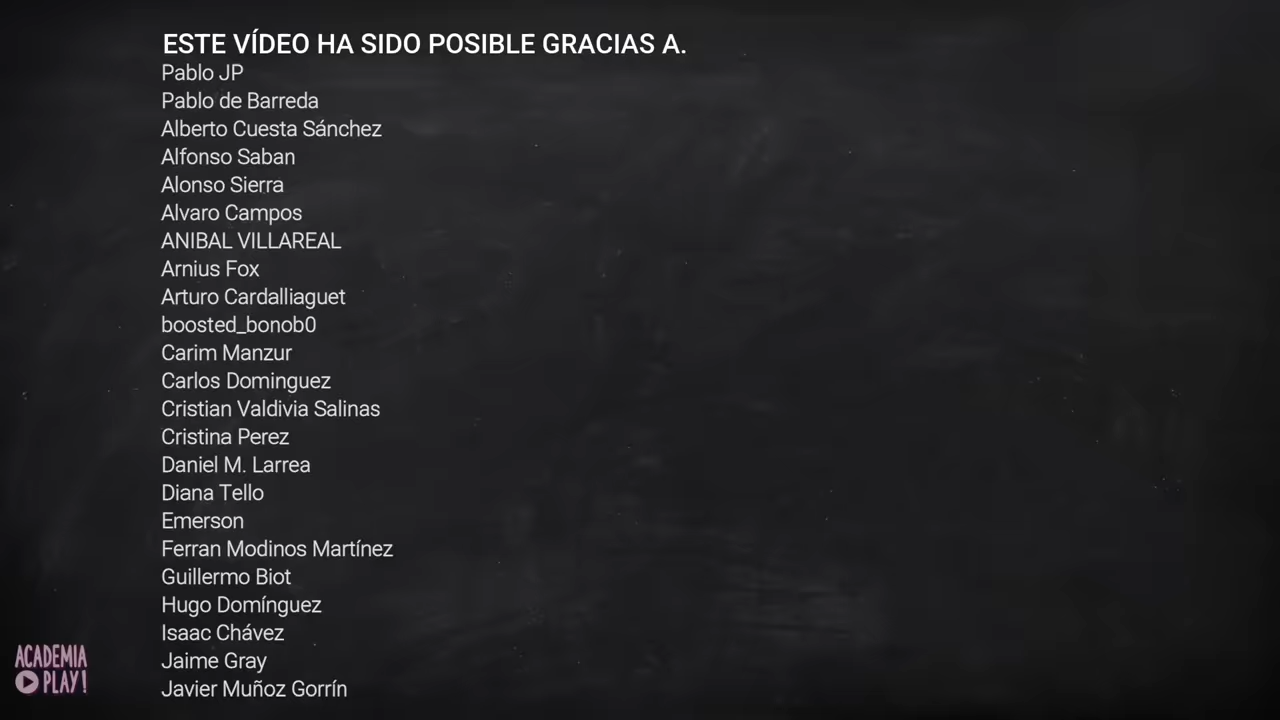 ESTE VÍDEO HA SIDO POSIBLE GRACIAS A.
Pablo JP
Pablo de Barreda
Alberto Cuesta Sánchez
Alfonso Saban
Alonso Sierra
Alvaro Campos
ANIBAL VILLAREAL
Arnius Fox
Arturo Cardalliaguet
boosted_bonob0
Carim Manzur
Carlos Dominguez
Cristian Valdivia Salinas
Cristina Perez
Daniel M. Larrea
Diana Tello
Emerson
Ferran Modinos Martínez
Guillermo Biot
Hugo Domínguez
Isaac Chávez
Jaime Gray
Javier Muñoz Gorrín
ACADEMIA
PLAY!